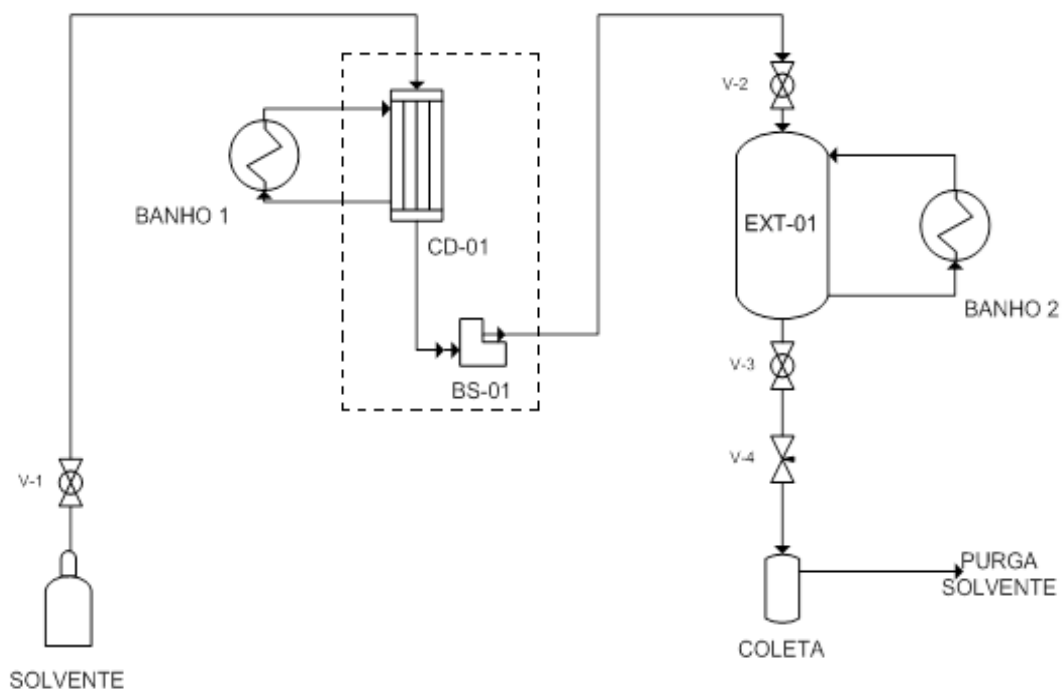 V-2
EXT-01
BANHO 1
CD-01
BANHO 2
V-3
BS-01
V-4
V-1
PURGA
SOLVENTE
COLETA
SOLVENTE